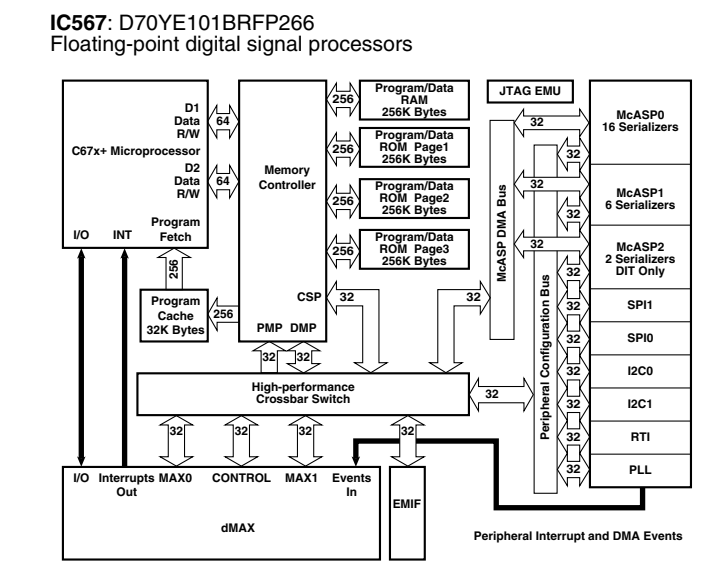 IC567: D70YE101BRFP266
Floating-point digital signal processors
D1
Data
R/W
64
C67x+ Microprocessor
D2
Data
R/W
64
I/O
INT
Program
Fetch
256
Program
Cache
32K Bytes
256
Memory
Controller
CSP
32
PMP
DMP
32
32
256
Program/Data
RAM
256K Bytes
256
Program/Data
ROM Page1
256K Bytes
256
Program/Data
ROM Page2
256K Bytes
256
Program/Data
ROM Page3
256K Bytes
JTAG EMU
McASP DMA Bus
Peripheral Configuration Bus
32
32
32
32
32
32
32
32
32
32
32
32
32
32
McASP0
16 Serializers
McASP1
6 Serializers
McASP2
2 Serializers
DIT Only
SPI1
SPI0
I2C0
I2C1
RTI
PLL
High-performance
Crossbar Switch
32
32
32
32
I/O
Interrupts
Out
MAX0
CONTROL
MAX1
Events
In
dMAX
EMIF
Peripheral Interrupt and DMA Events